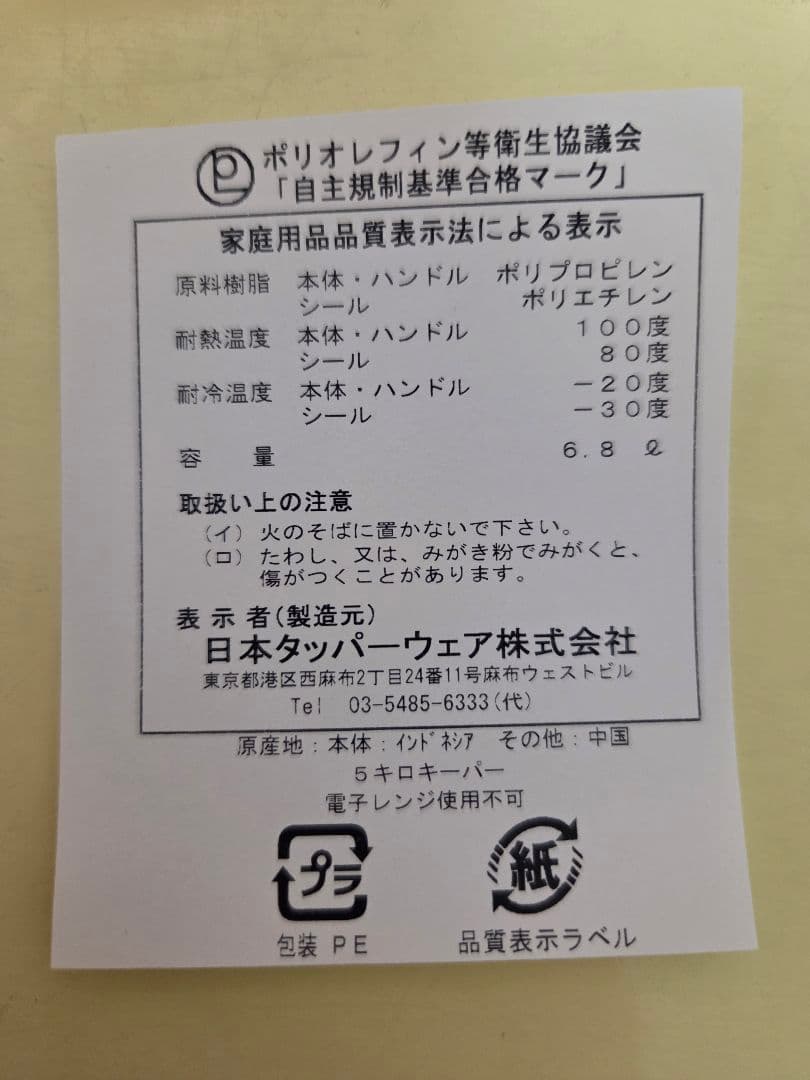 ポリオレフィン等衛生協議会
「自主規制基準合格マーク」
家庭用品品質表示法による表示
原料樹脂 本体・ハンドル ポリプロピレン
シール ポリエチレン
耐熱温度 本体・ハンドル 100度
シール 80度
耐冷温度 本体・ハンドル −20度
シール −30度
容 量 6.8 ℓ
取扱い上の注意
(イ) 火のそばに置かないで下さい。
(ロ) たわし、又は、みがき粉でみがくと、
傷がつくことがあります。
表示者(製造元)
日本タッパーウェア株式会社
東京都港区西麻布2丁目24番11号麻布ウェストビル
Tel 03-5485-6333(代)
原産地:本体:インドネシア その他:中国
5キロキーパー
電子レンジ使用不可
プラ 紙
包装 PE 品質表示ラベル